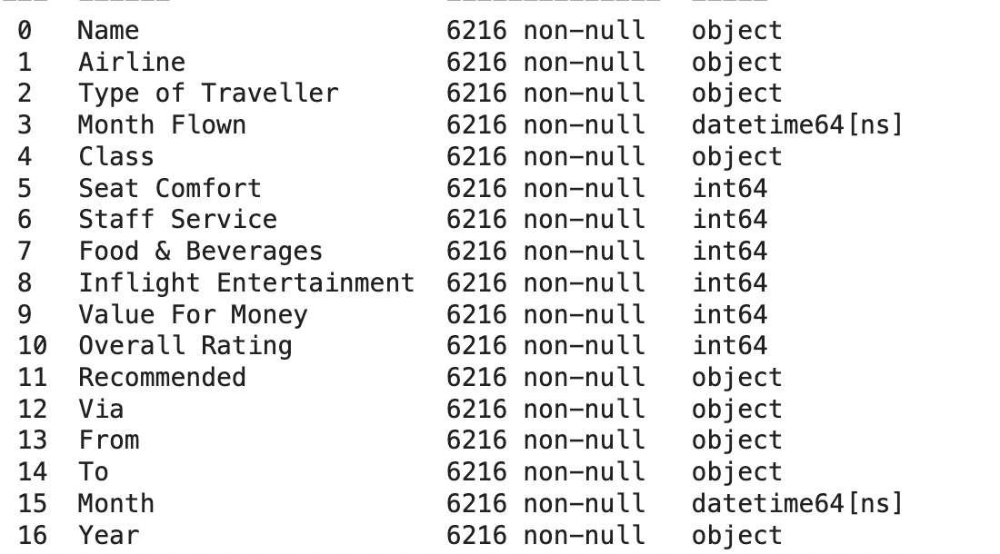 0 Name 6216 non-null object
1 Airline 6216 non-null object
2 Type of Traveller 6216 non-null object
3 Month Flown 6216 non-null datetime64[ns]
4 Class 6216 non-null object
5 Seat Comfort 6216 non-null int64
6 Staff Service 6216 non-null int64
7 Food & Beverages 6216 non-null int64
8 Inflight Entertainment 6216 non-null int64
9 Value For Money 6216 non-null int64
10 Overall Rating 6216 non-null int64
11 Recommended 6216 non-null object
12 Via 6216 non-null object
13 From 6216 non-null object
14 To 6216 non-null object
15 Month 6216 non-null datetime64[ns]
16 Year 6216 non-null object